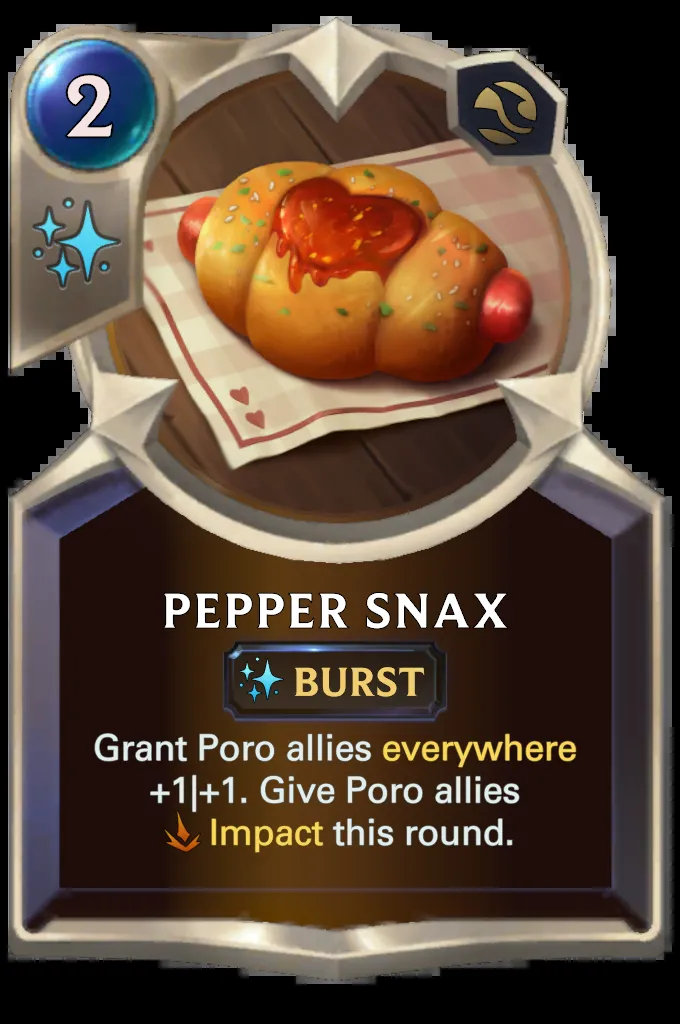 2
PEPPER SNAX
BURST
Grant Poro allies everywhere
+1|+1. Give Poro allies
Impact this round.